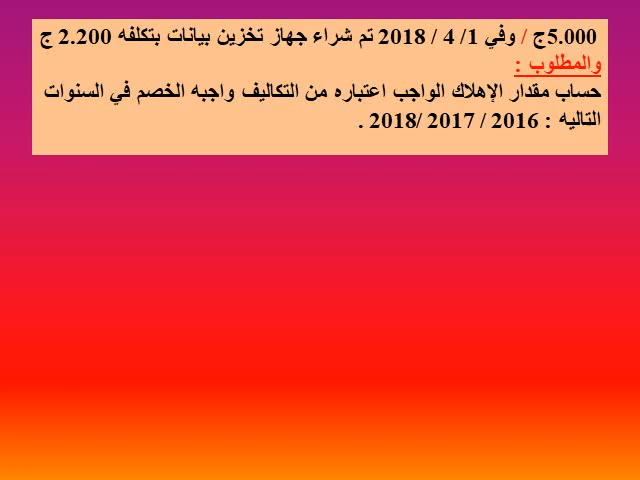 5.000ج / وفي 1/ 4 / 2018 تم شراء جهاز تخزين بيانات بتكلفه 2.200 ج
والمطلوب :
حساب مقدار الإهلاك الواجب اعتباره من التكاليف واجبه الخصم في السنوات
التاليه : 2016 / 2017 /2018 .